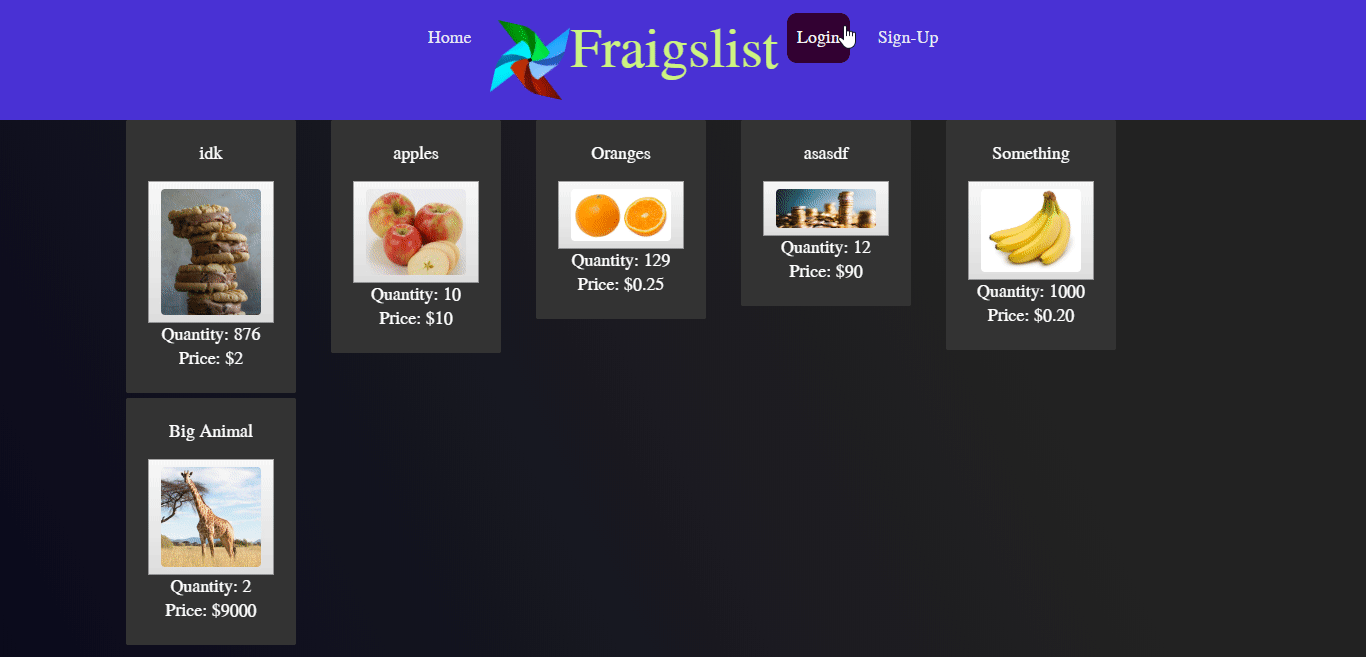 Home
Fraigslist
Login
Sign-Up
idk
Quantity: 876
Price: $2
apples
Quantity: 10
Price: $10
Oranges
Quantity: 129
Price: $0.25
asasdf
Quantity: 12
Price: $90
Something
Quantity: 1000
Price: $0.20
Big Animal
Quantity: 2
Price: $9000